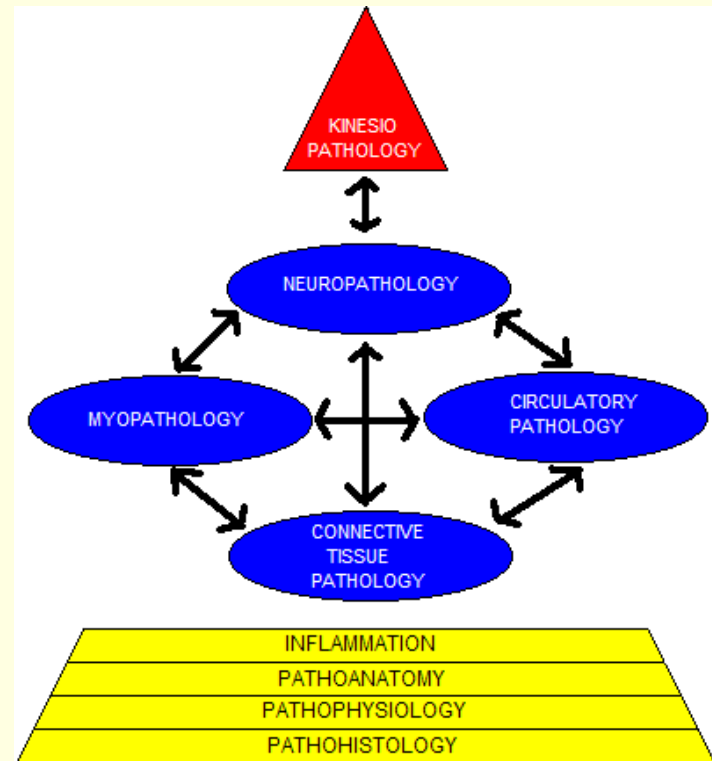 KINESIO
PATHOLOGY
NEUROPATHOLOGY
MYOPATHOLOGY
CIRCULATORY
PATHOLOGY
CONNECTIVE
TISSUE
PATHOLOGY
INFLAMMATION
PATHOANATOMY
PATHOPHYSIOLOGY
PATHOHISTOLOGY